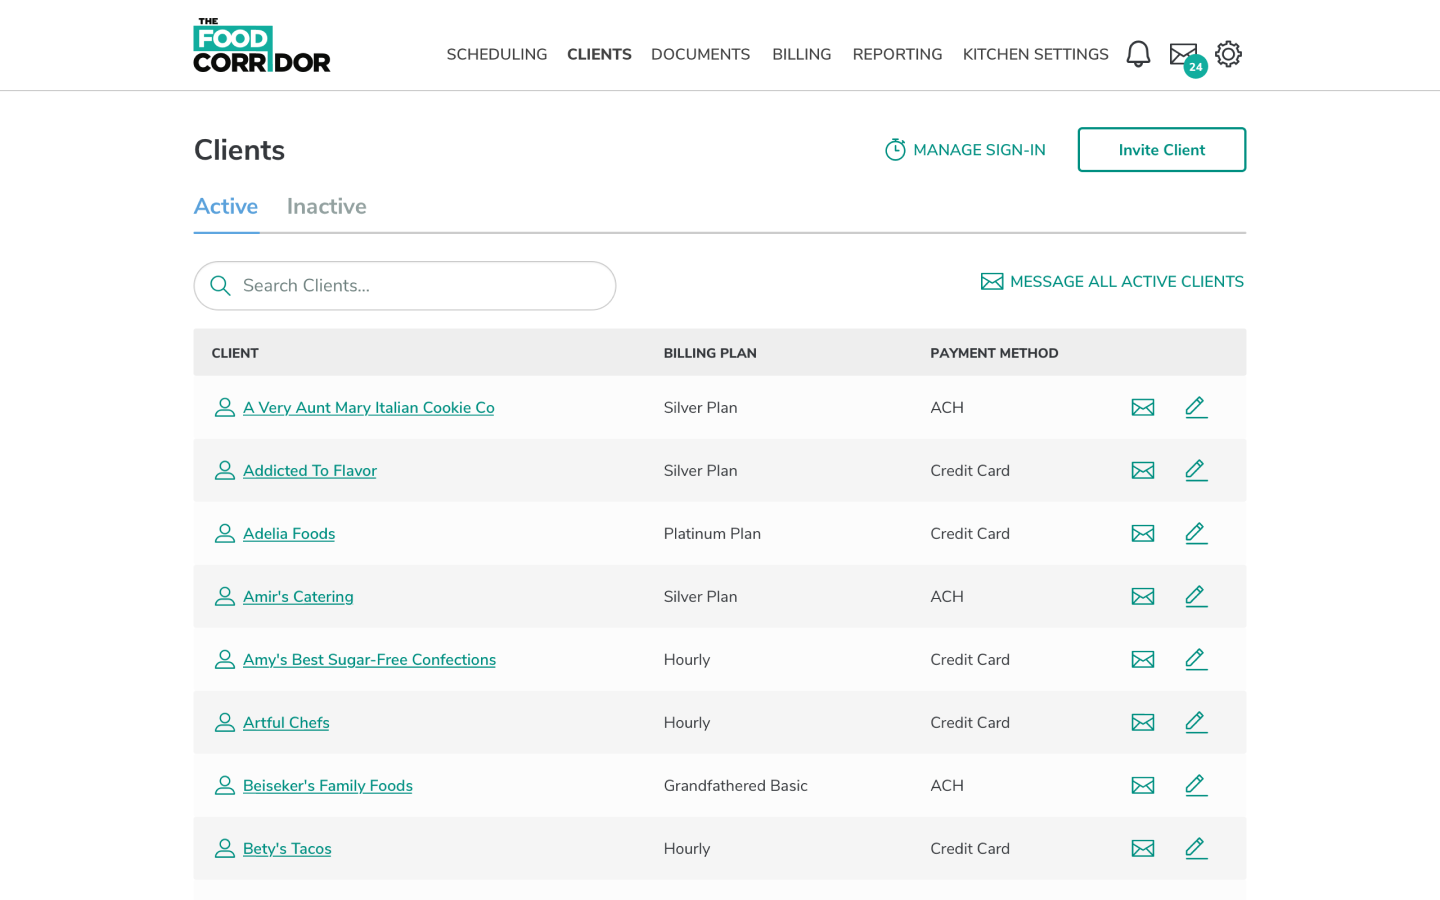 THE
FOOD
CORRIDOR
SCHEDULING CLIENTS DOCUMENTS BILLING REPORTING KITCHEN SETTINGS 24
Clients MANAGE SIGN-IN Invite Client
Active Inactive
Search Clients... MESSAGE ALL ACTIVE CLIENTS
CLIENT BILLING PLAN PAYMENT METHOD
A Very Aunt Mary Italian Cookie Co Silver Plan ACH
Addicted To Flavor Silver Plan Credit Card
Adelia Foods Platinum Plan Credit Card
Amir's Catering Silver Plan ACH
Amy's Best Sugar-Free Confections Hourly Credit Card
Artful Chefs Hourly Credit Card
Beiseker's Family Foods Grandfathered Basic ACH
Bety's Tacos Hourly Credit Card